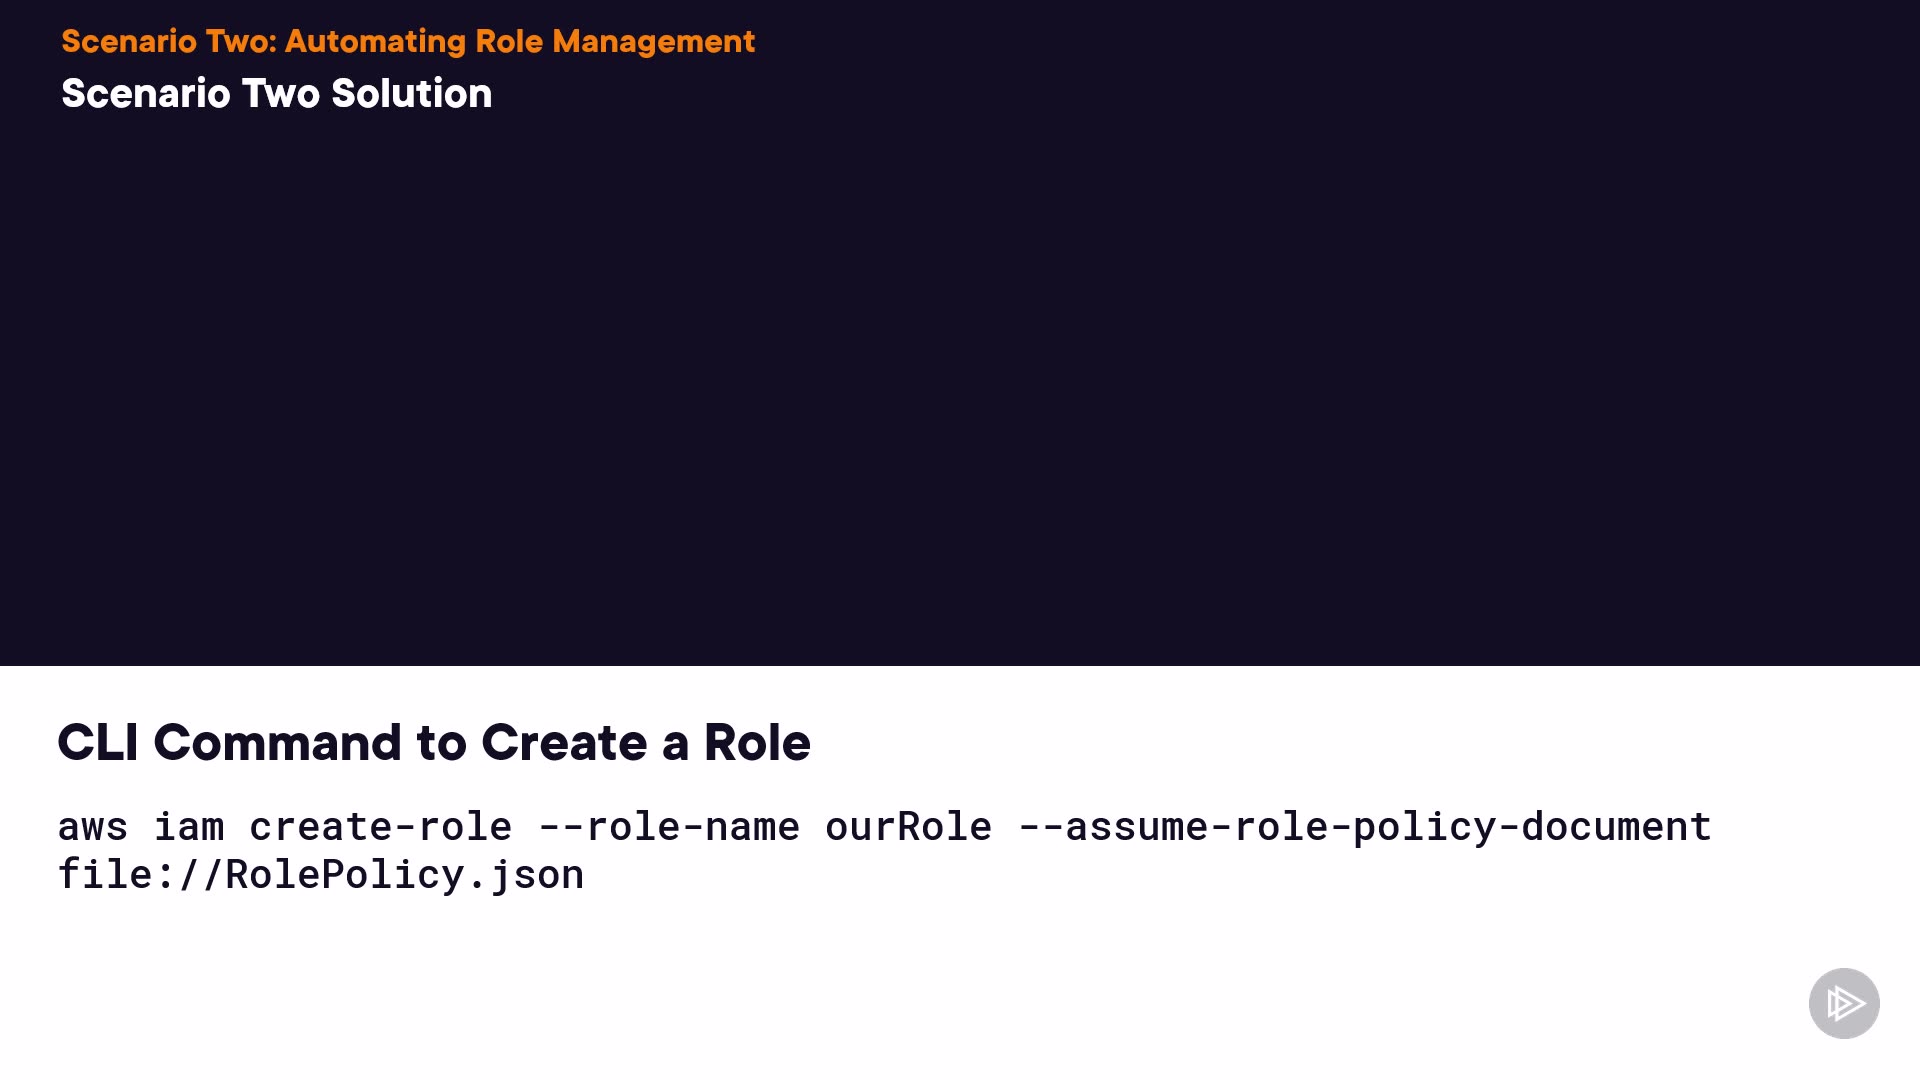 Scenario Two: Automating Role Management
Scenario Two Solution
CLI Command to Create a Role
aws iam create-role --role-name ourRole --assume-role-policy-document
file://RolePolicy.json